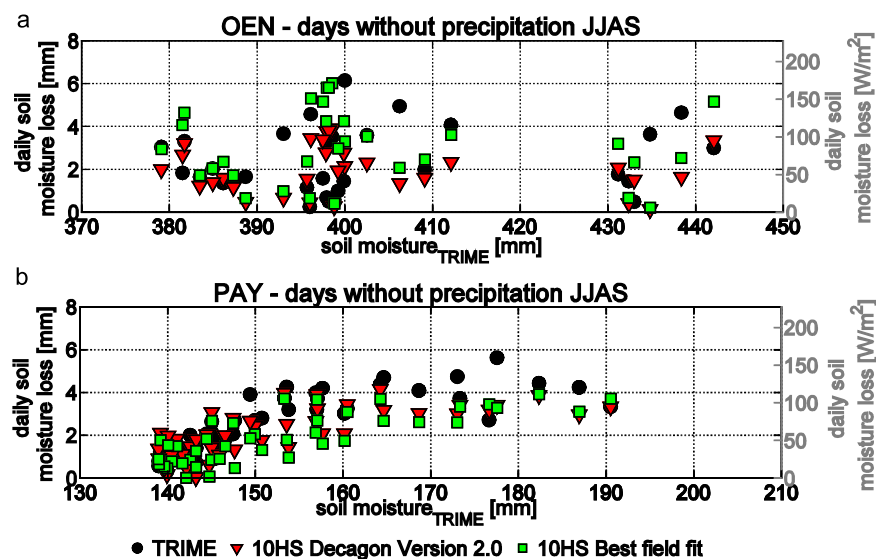 a
OEN - days without precipitation JJAS
daily soil
moisture loss [mm]
8
6
4
2
0
370 380 390 400 410 420 430 440 450
soil moisture TRIME [mm]
200
150
100
50
0
daily soil
moisture loss [W/m²]
b
PAY - days without precipitation JJAS
daily soil
moisture loss [mm]
8
6
4
2
0
130 140 150 160 170 180 190 200 210
soil moisture TRIME [mm]
200
150
100
50
0
daily soil
moisture loss [W/m²]
TRIME 10HS Decagon Version 2.0 10HS Best field fit